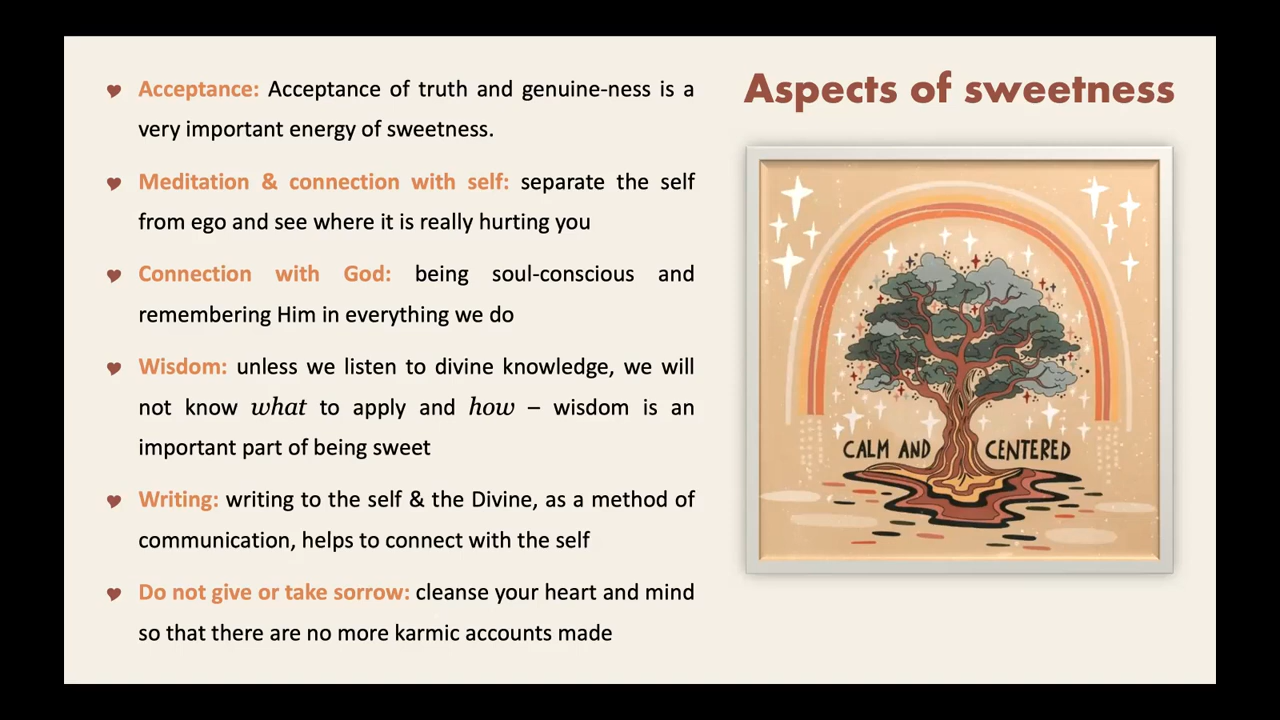 Aspects of sweetness
Acceptance: Acceptance of truth and genuine-ness is a
very important energy of sweetness.
Meditation & connection with self: separate the self
from ego and see where it is really hurting you
Connection with God: being soul-conscious and
remembering Him in everything we do
Wisdom: unless we listen to divine knowledge, we will
not know what to apply and how – wisdom is an
important part of being sweet
Writing: writing to the self & the Divine, as a method of
communication, helps to connect with the self
Do not give or take sorrow: cleanse your heart and mind
so that there are no more karmic accounts made
CALM AND CENTERED